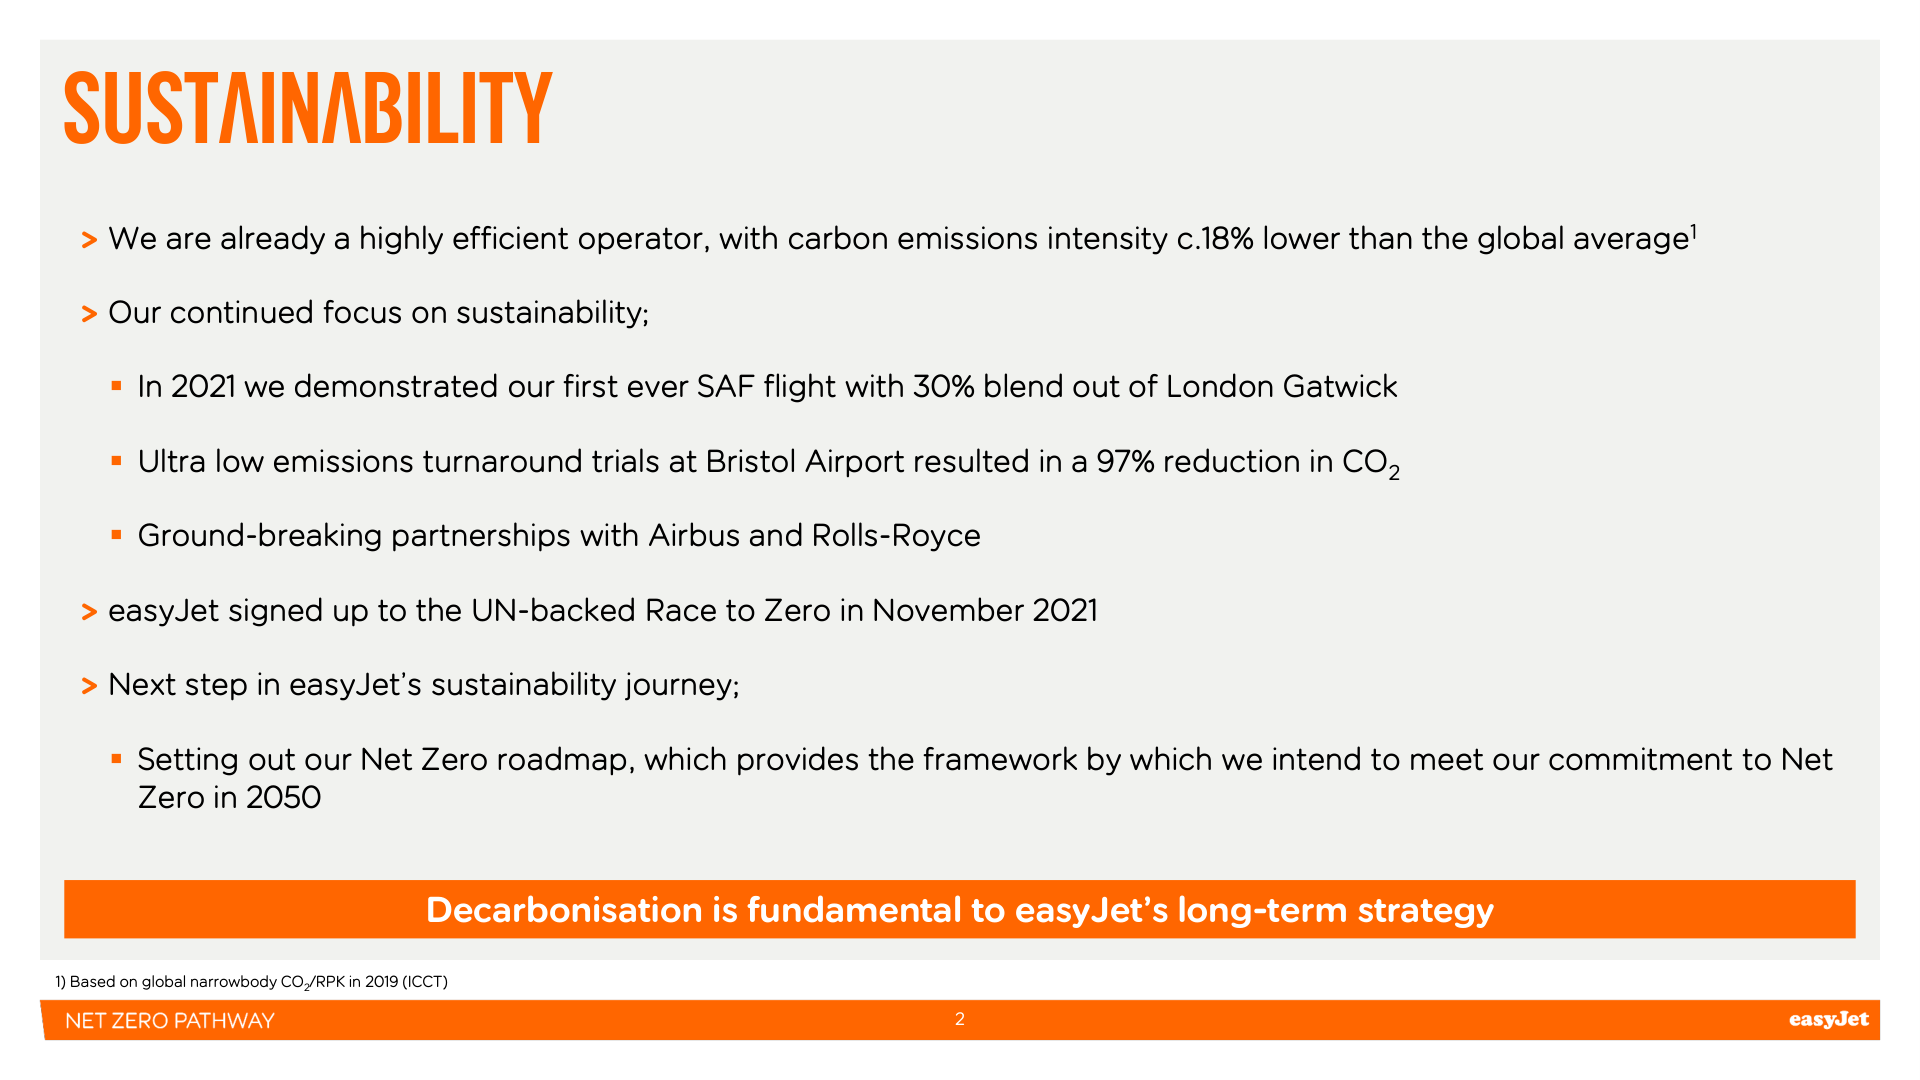 SUSTAINABILITY
> We are already a highly efficient operator, with carbon emissions intensity c.18% lower than the global average¹
> Our continued focus on sustainability;
▪ In 2021 we demonstrated our first ever SAF flight with 30% blend out of London Gatwick
▪ Ultra low emissions turnaround trials at Bristol Airport resulted in a 97% reduction in CO₂
▪ Ground-breaking partnerships with Airbus and Rolls-Royce
> easyJet signed up to the UN-backed Race to Zero in November 2021
> Next step in easyJet’s sustainability journey;
▪ Setting out our Net Zero roadmap, which provides the framework by which we intend to meet our commitment to Net
Zero in 2050
Decarbonisation is fundamental to easyJet’s long-term strategy
1) Based on global narrowbody CO₂/RPK in 2019 (ICCT)
NET ZERO PATHWAY
2
easyJet